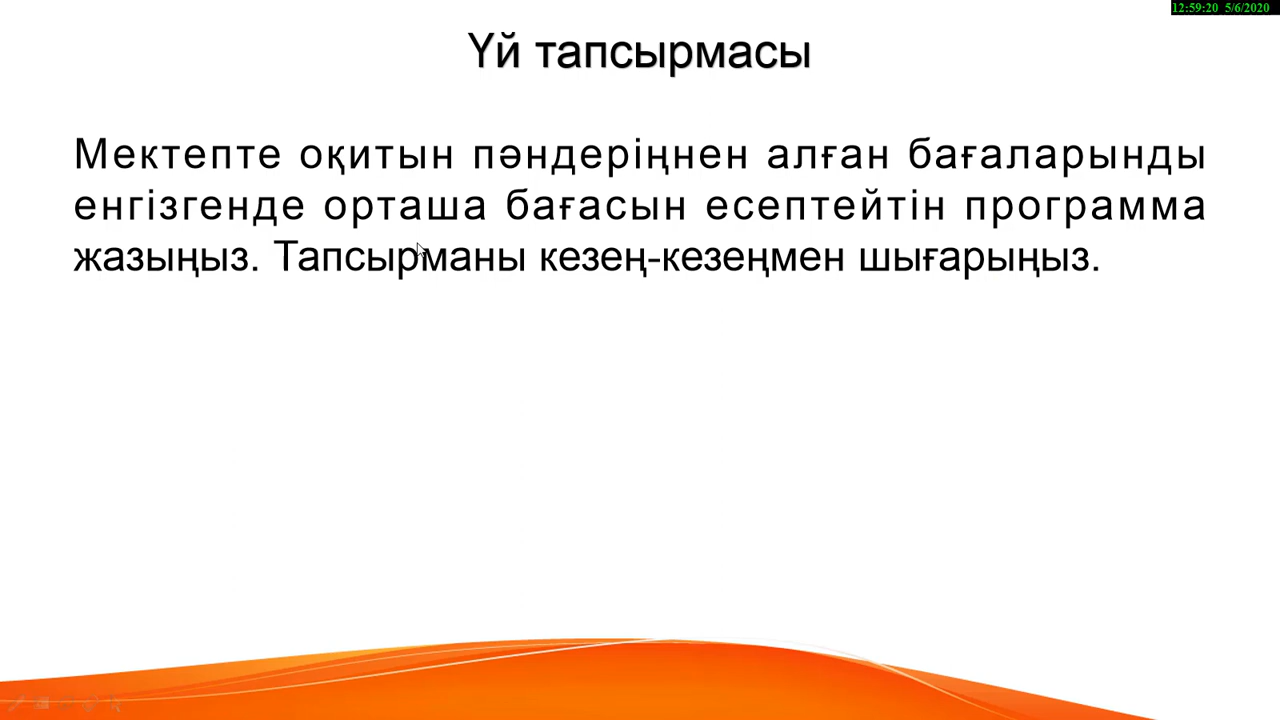 12:59:20 5/6/2020
Үй тапсырмасы
Мектепте оқитын пәндеріңнен алған бағаларынды
енгізгенде орташа бағасын есептейтін программа
жазыңыз. Тапсырманы кезең-кезеңмен шығарыңыз.